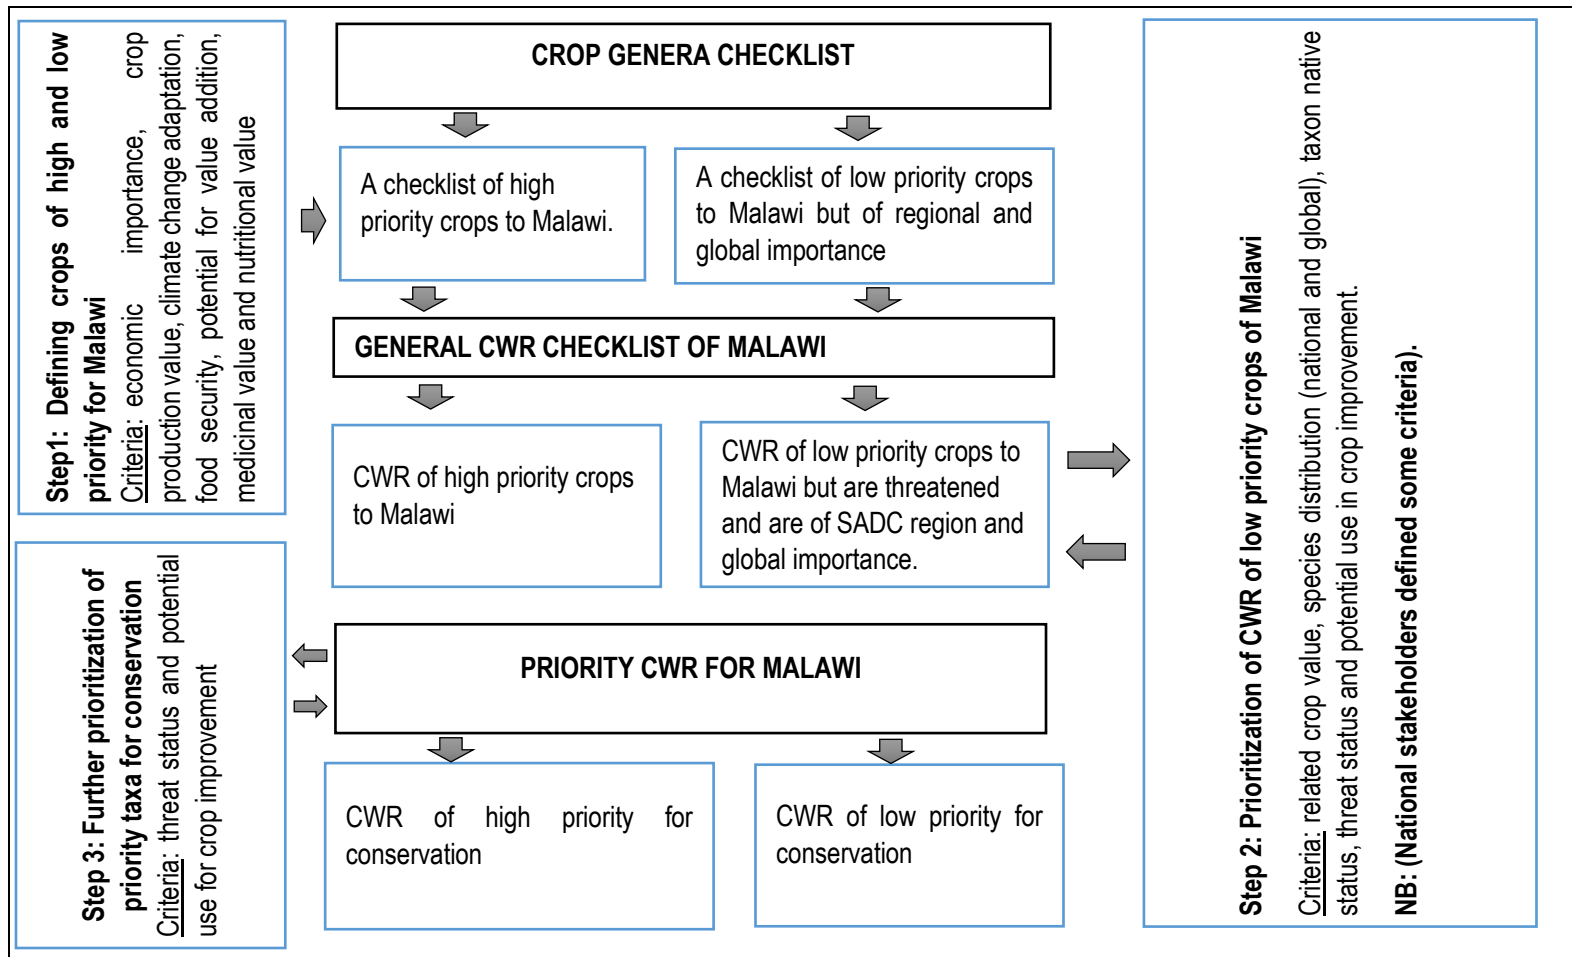 Step1: Defining crops of high and low
priority for Malawi
Criteria: economic importance, crop
production value, climate change adaptation,
food security, potential for value addition,
medicinal value and nutritional value
CROP GENERA CHECKLIST
A checklist of high
priority crops to Malawi.
A checklist of low priority crops
to Malawi but of regional and
global importance
GENERAL CWR CHECKLIST OF MALAWI
CWR of high priority crops
to Malawi
CWR of low priority crops to
Malawi but are threatened
and are of SADC region and
global importance.
Step 2: Prioritization of CWR of low priority crops of Malawi
Criteria: related crop value, species distribution (national and global), taxon native
status, threat status and potential use in crop improvement.
NB: (National stakeholders defined some criteria).
Step 3: Further prioritization of
priority taxa for conservation
Criteria: threat status and potential
use for crop improvement
PRIORITY CWR FOR MALAWI
CWR of high priority for
conservation
CWR of low priority for
conservation